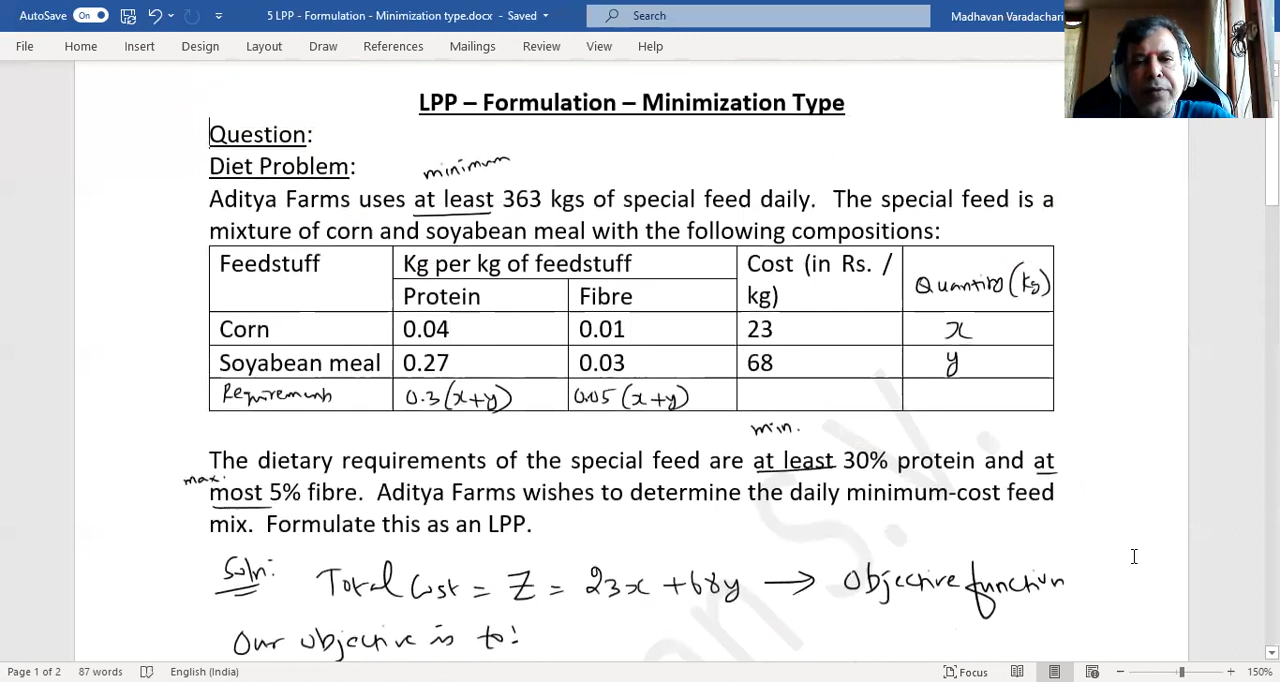 AutoSave On 5 LPP - Formulation - Minimization type.docx - Saved Search Madhavan Varadachari
File Home Insert Design Layout Draw References Mailings Review View Help
LPP – Formulation – Minimization Type
Question:
Diet Problem:
minimum
Aditya Farms uses at least 363 kgs of special feed daily. The special feed is a
mixture of corn and soyabean meal with the following compositions:
Feedstuff Kg per kg of feedstuff Cost (in Rs. / kg) Quantity (kg)
Protein Fibre
Corn 0.04 0.01 23 x
Soyabean meal 0.27 0.03 68 y
Requirements 0.3(x+y) 0.05(x+y)
min.
The dietary requirements of the special feed are at least 30% protein and at
max.
most 5% fibre. Aditya Farms wishes to determine the daily minimum-cost feed
mix. Formulate this as an LPP.
Soln: Total Cost = Z = 23x + 68y → Objective function
Our objective is to:
Page 1 of 2 87 words English (India) Focus 150%